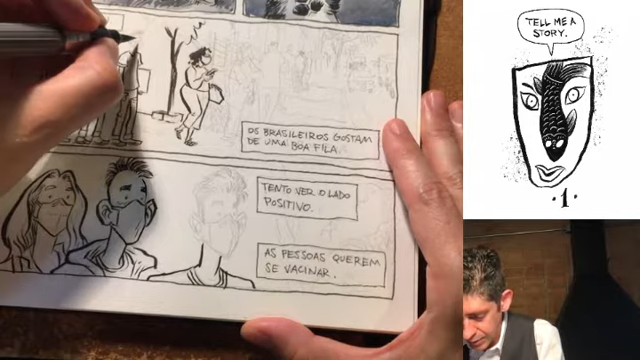 OS BRASILEIROS GOSTAM
DE UMA BOA FILA.
TENTO VER O LADO
POSITIVO.
AS PESSOAS QUEREM
SE VACINAR.
TELL ME A
STORY.
·1·